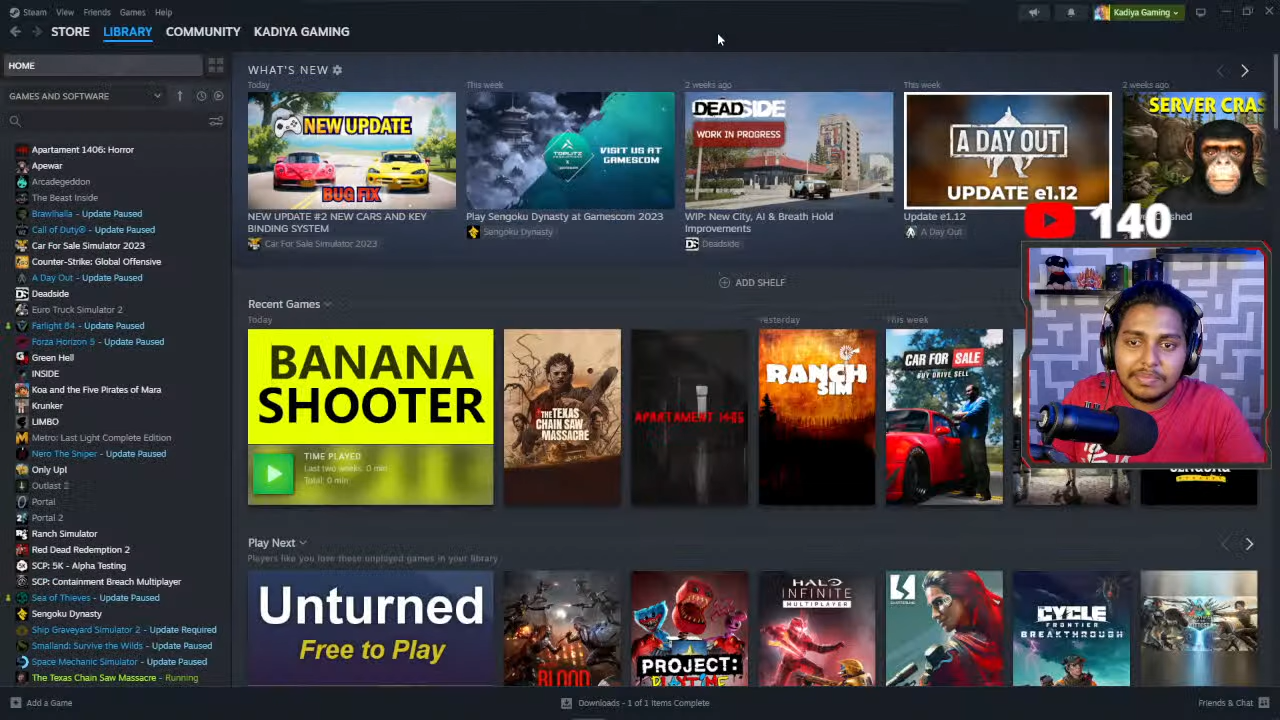 Steam View Friends Games Help
Kadiya Gaming
STORE LIBRARY COMMUNITY KADIYA GAMING
HOME
GAMES AND SOFTWARE
Apartament 1406: Horror
Apewar
Arcadegeddon
The Beast Inside
Brawlhalla - Update Paused
Call of Duty® - Update Paused
Car For Sale Simulator 2023
Counter-Strike: Global Offensive
A Day Out - Update Paused
Deadside
Euro Truck Simulator 2
Farlight 84 - Update Paused
Forza Horizon 5 - Update Paused
Green Hell
INSIDE
Koa and the Five Pirates of Mara
Krunker
LIMBO
Metro: Last Light Complete Edition
Nero The Sniper - Update Paused
Only Up!
Outlast 2
Portal
Portal 2
Ranch Simulator
Red Dead Redemption 2
SCP: 5K - Alpha Testing
SCP: Containment Breach Multiplayer
Sea of Thieves - Update Paused
Sengoku Dynasty
Ship Graveyard Simulator 2 - Update Required
Smalland: Survive the Wilds - Update Paused
Space Mechanic Simulator - Update Paused
The Texas Chain Saw Massacre - Running
WHAT'S NEW
Today
NEW UPDATE
BUG FIX
NEW UPDATE #2 NEW CARS AND KEY
BINDING SYSTEM
Car For Sale Simulator 2023
This week
TOPLITZ
VISIT US AT
GAMESCOM
Play Sengoku Dynasty at Gamescom 2023
Sengoku Dynasty
2 weeks ago
DEADSIDE
WORK IN PROGRESS
WIP: New City, AI & Breath Hold
Improvements
Deadside
This week
A DAY OUT
UPDATE e1.12
Update e1.12
A Day Out
2 weeks ago
SERVER CRAS
140
ADD SHELF
Recent Games
Today
BANANA
SHOOTER
TIME PLAYED
Last two weeks: 0 min
Total: 0 min
THE TEXAS
CHAIN SAW
MASSACRE
APARTAMENT 1406
Yesterday
RANCH
SIM
This week
CAR FOR SALE
BUY DRIVE SELL
Play Next
Players like you love these unplayed games in your library
Unturned
Free to Play
BLOOD
PROJECT:
PLAYTIME
HALO
INFINITE
MULTIPLAYER
CYCLE
FRONTIER
BREAKTHROUGH
Add a Game
Downloads - 1 of 1 Items Complete
Friends & Chat